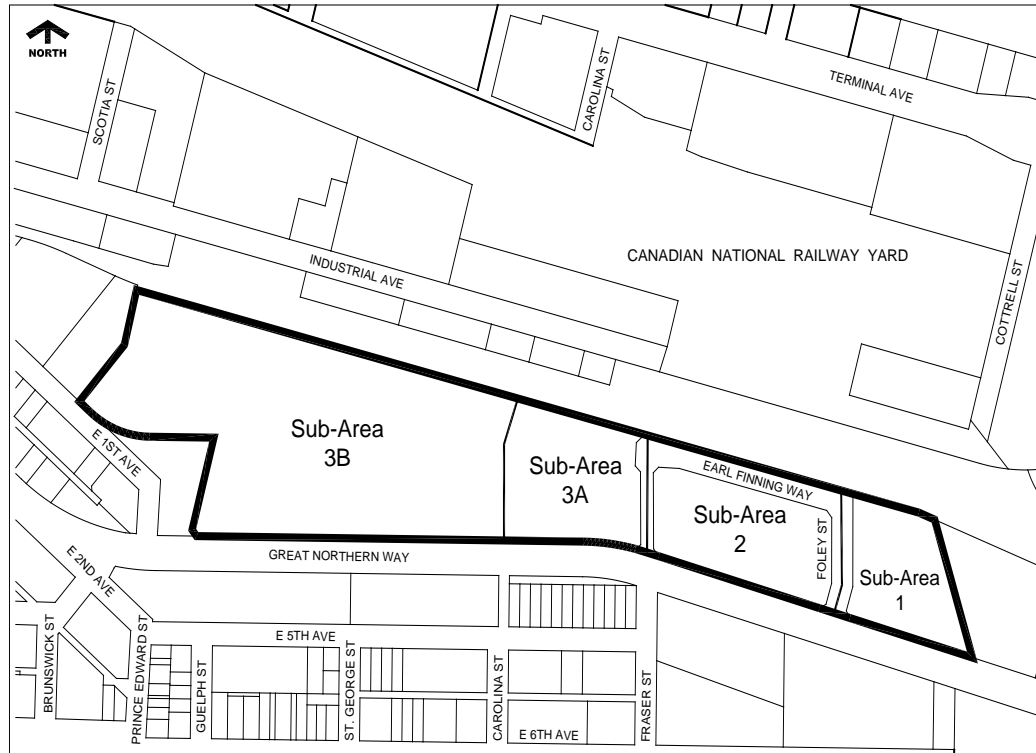 NORTH
SCOTIA ST
CAROLINA ST
TERMINAL AVE
CANADIAN NATIONAL RAILWAY YARD
INDUSTRIAL AVE
COTTRELL ST
E 1ST AVE
Sub-Area
3B
Sub-Area
3A
EARL FINNING WAY
Sub-Area
2
FOLEY ST
Sub-Area
1
GREAT NORTHERN WAY
E 2ND AVE
E 5TH AVE
BRUNSWICK ST
PRINCE EDWARD ST
GUELPH ST
ST. GEORGE ST
CAROLINA ST
FRASER ST
E 6TH AVE